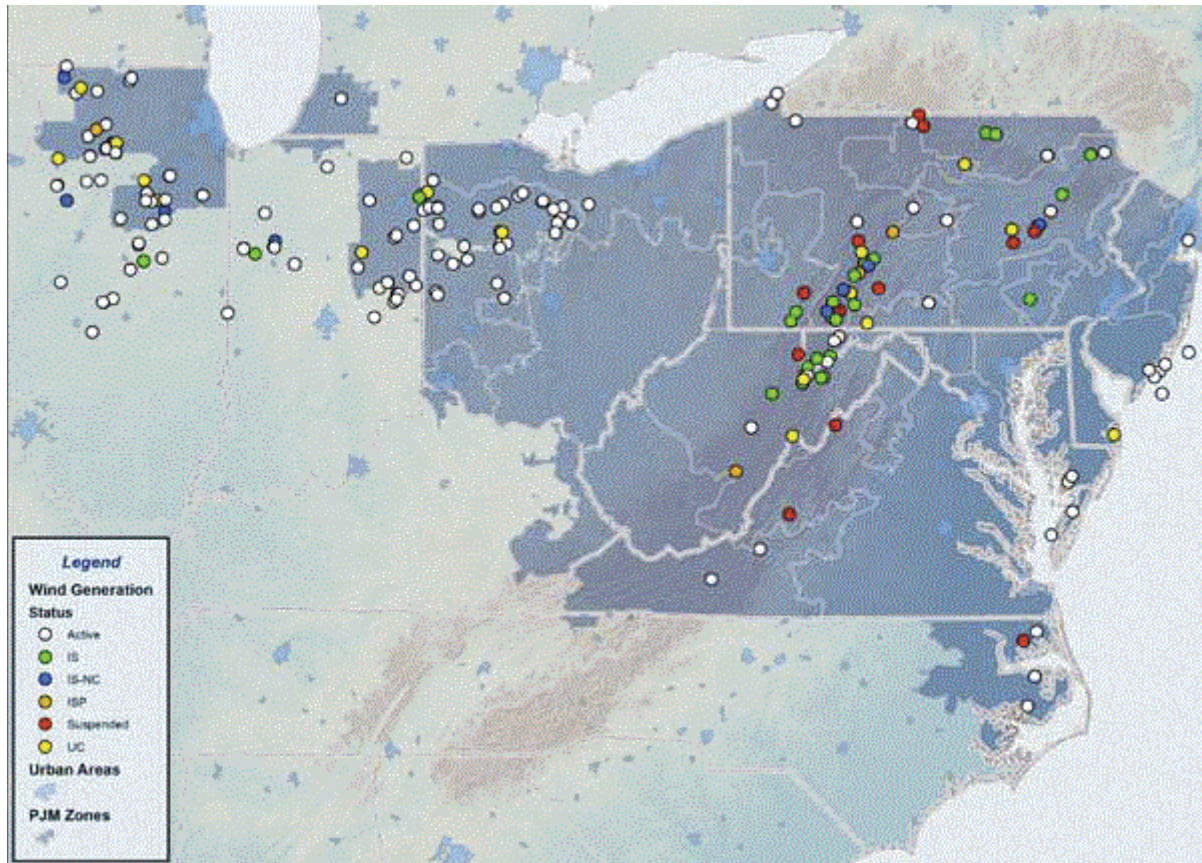 Legend
Wind Generation
Status
Active
IS
IS-NC
ISP
Suspended
UC
Urban Areas
PJM Zones